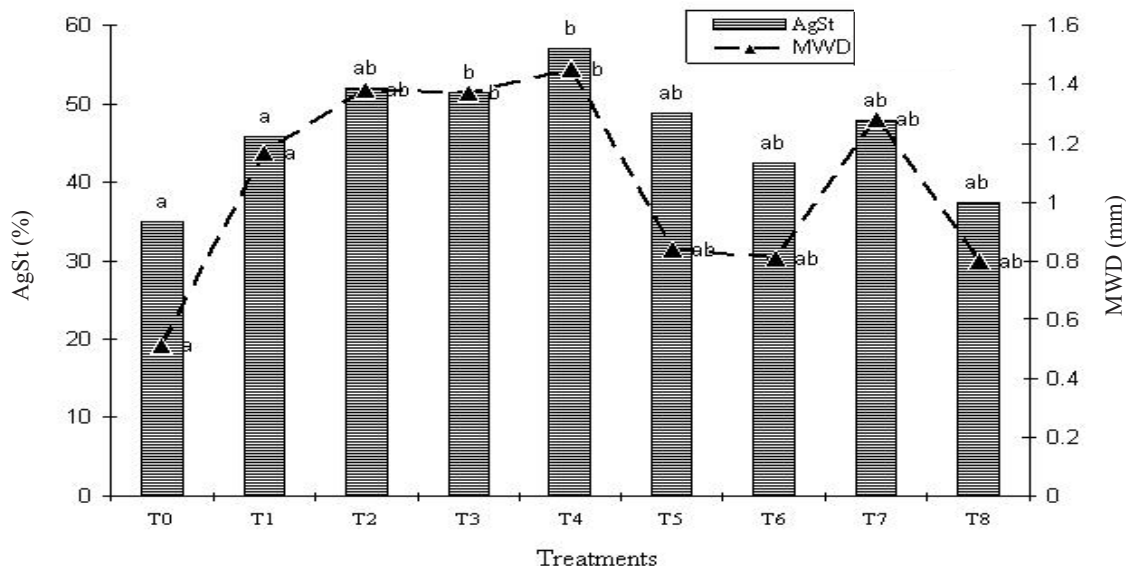 60
50
40
30
20
10
0
AgSt (%)
1.6
1.4
1.2
1
0.8
0.6
0.4
0.2
0
MWD (mm)
AgSt
MWD
a
a
ab
b
b
ab
ab
ab
ab
a
a
ab
b
b
ab
ab
ab
ab
T0 T1 T2 T3 T4 T5 T6 T7 T8
Treatments